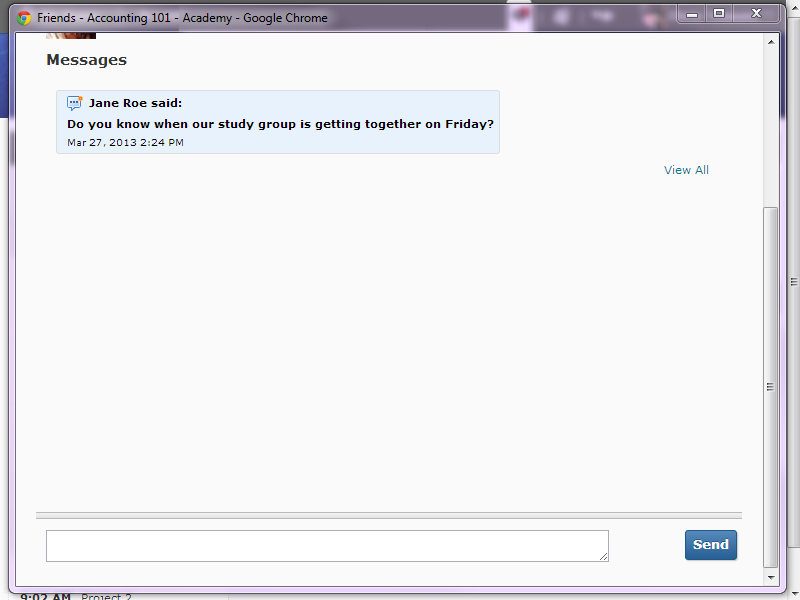 Friends - Accounting 101 - Academy - Google Chrome
Messages
Jane Roe said:
Do you know when our study group is getting together on Friday?
Mar 27, 2013 2:24 PM
View All
Send
9:02 AM Project 2